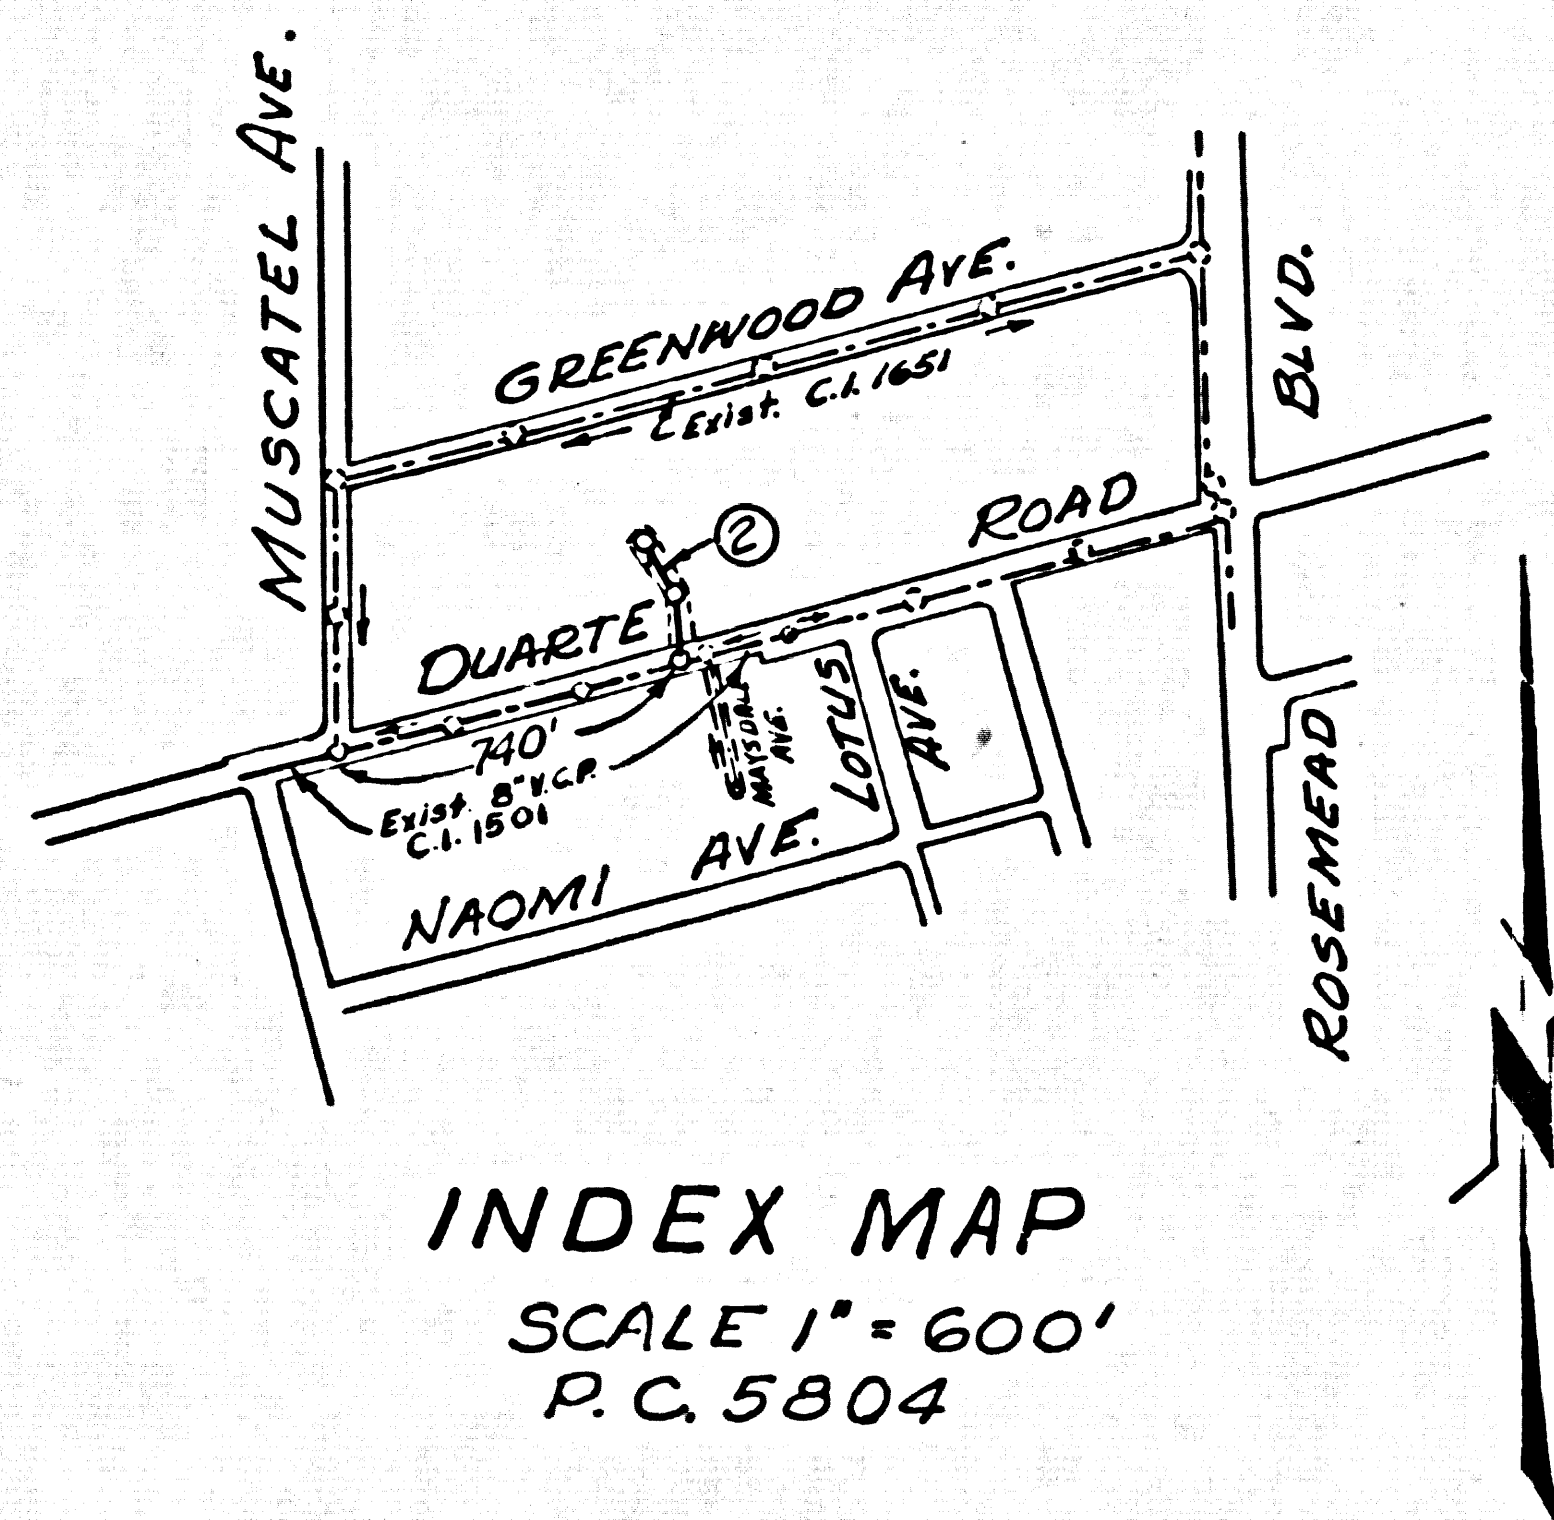 MUSCATEL AVE.
GREENWOOD AVE.
Exist. C.I. 1651
BLVD.
ROSEMEAD
2
DUARTE ROAD
740'
Exist. 8" V.C.P.
C.I. 1501
MAYSDALE
AVE.
LOTUS
AVE.
NAOMI AVE.
N
INDEX MAP
SCALE 1" = 600'
P.C. 5804